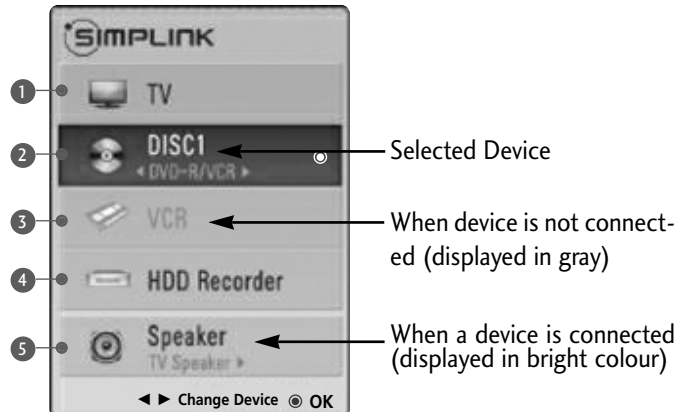 SIMPLINK
1 TV
2 DISC1
◄ DVD-R/VCR ►
Selected Device
3 VCR
When device is not connect-
ed (displayed in gray)
4 HDD Recorder
5 Speaker
TV Speaker ►
When a device is connected
(displayed in bright colour)
◄ ► Change Device ◉ OK